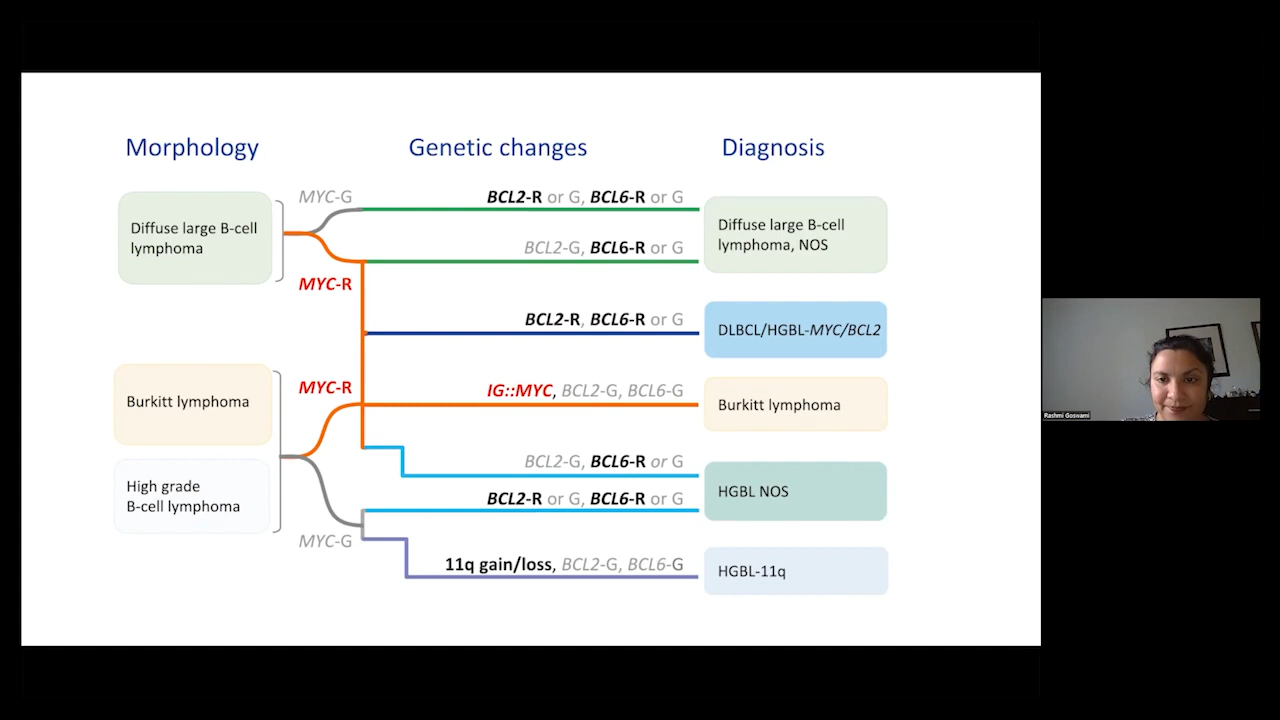 Morphology
Genetic changes
Diagnosis
Diffuse large B-cell
lymphoma
MYC-G
MYC-R
BCL2-R or G, BCL6-R or G
BCL2-G, BCL6-R or G
Diffuse large B-cell
lymphoma, NOS
BCL2-R, BCL6-R or G
DLBCL/HGBL-MYC/BCL2
Burkitt lymphoma
High grade
B-cell lymphoma
MYC-R
MYC-G
IG::MYC, BCL2-G, BCL6-G
Burkitt lymphoma
BCL2-G, BCL6-R or G
BCL2-R or G, BCL6-R or G
HGBL NOS
11q gain/loss, BCL2-G, BCL6-G
HGBL-11q
Rashmi Goswami